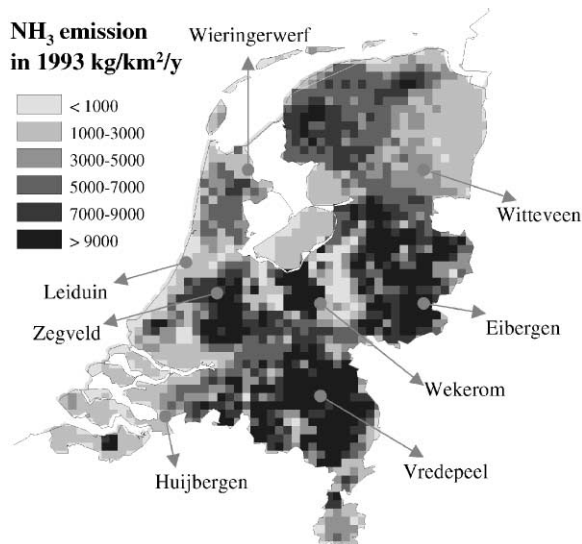 NH₃ emission
in 1993 kg/km²/y
< 1000
1000-3000
3000-5000
5000-7000
7000-9000
> 9000
Wieringerwerf
Witteveen
Leiduin
Zegveld
Eibergen
Wekerom
Vredepeel
Huijbergen